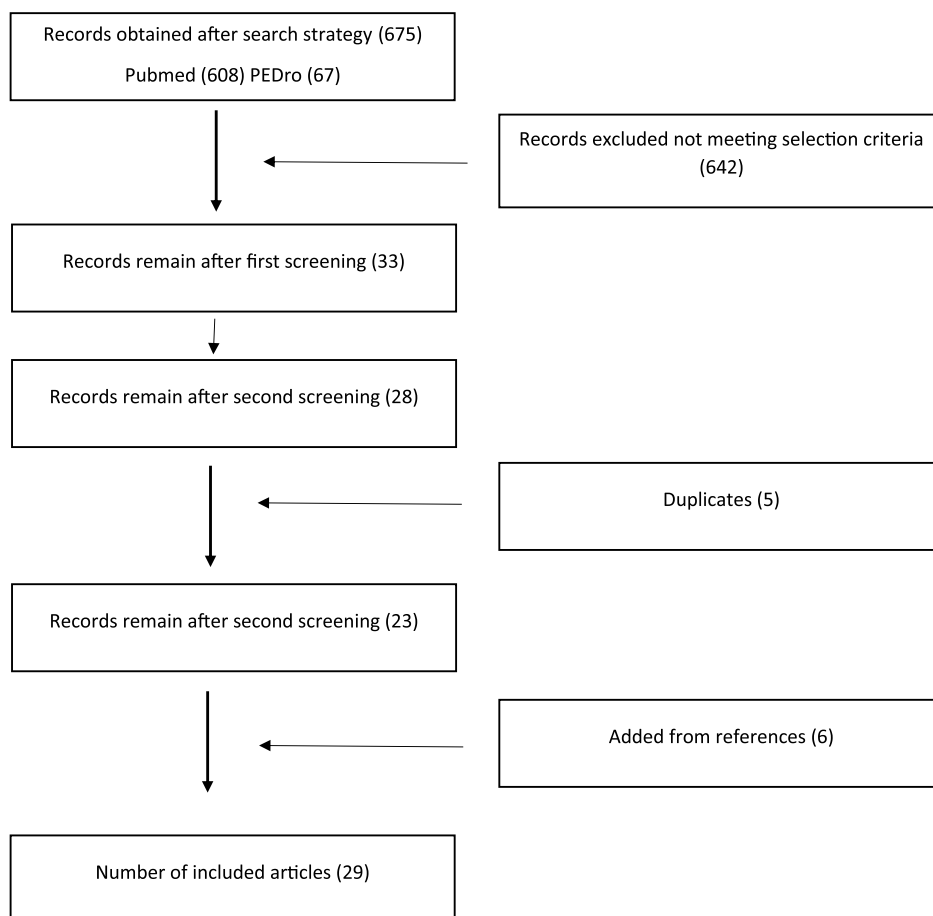 Records obtained after search strategy (675)
Pubmed (608) PEDro (67)
Records excluded not meeting selection criteria
(642)
Records remain after first screening (33)
Records remain after second screening (28)
Duplicates (5)
Records remain after second screening (23)
Added from references (6)
Number of included articles (29)